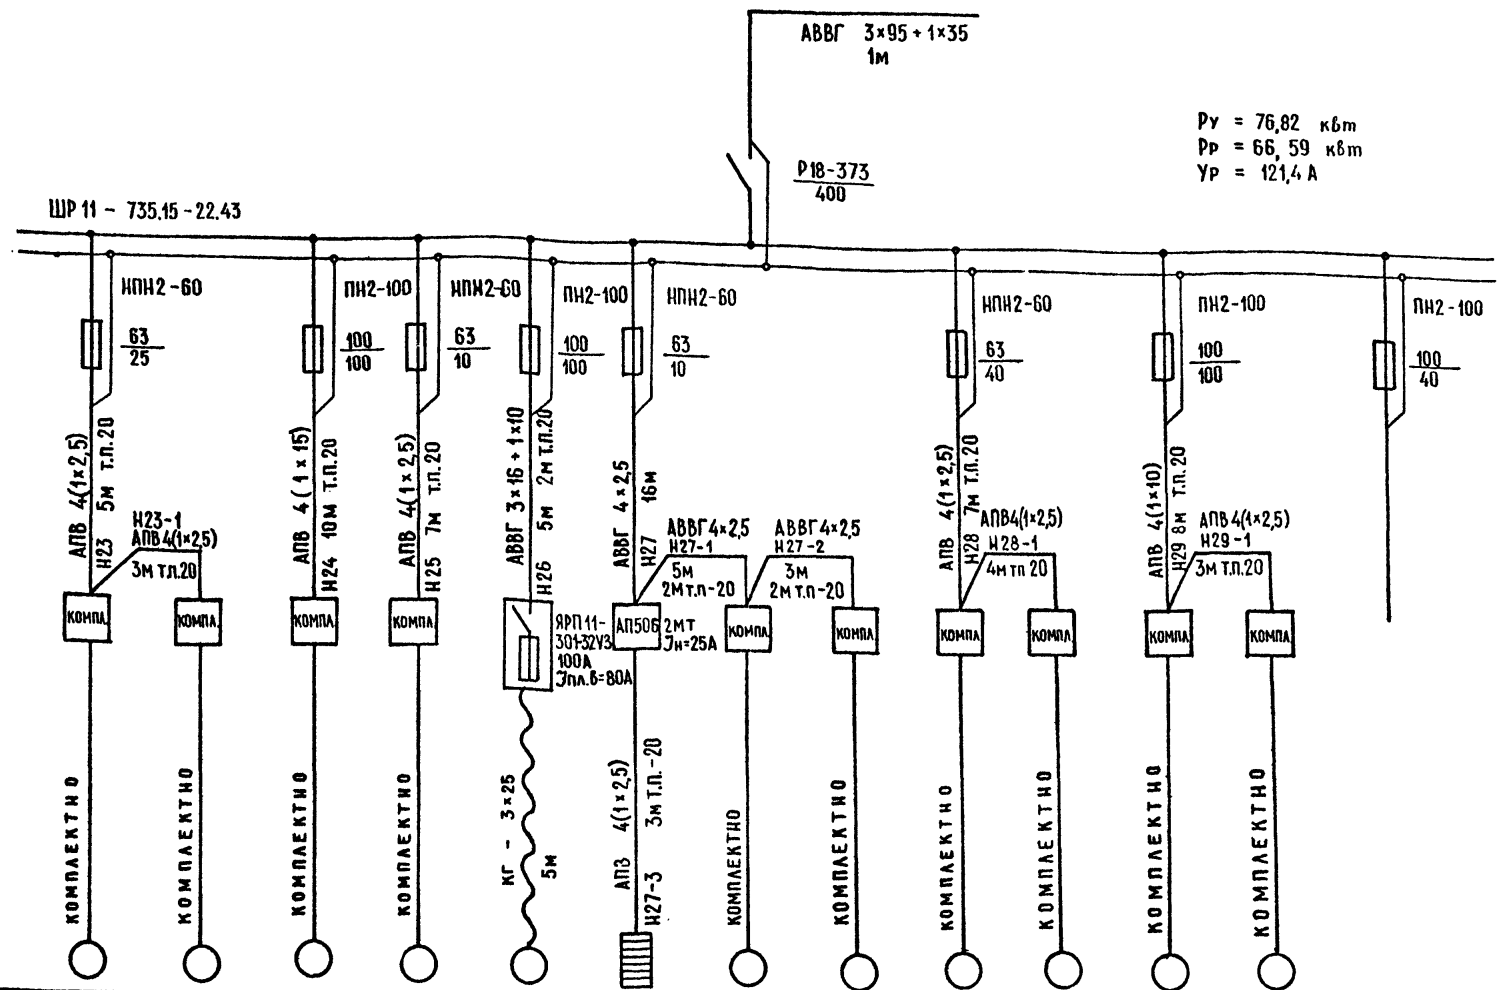 АВВГ 3×95 + 1×35
1м
Ру = 76,82 квт
Рр = 66,59 квт
Ур = 121,4 А
Р18-373
400
ШР 11 - 735.15 - 22.43
НПН2-60
63
25
ПН2-100
100
100
НПН2-60
63
10
ПН2-100
100
100
НПН2-60
63
10
НПН2-60
63
40
ПН2-100
100
100
ПН2-100
100
40
АПВ 4(1×2,5)
Н23 5м т.п.20
Н23-1
АПВ 4(1×2,5)
3м т.п.20
АПВ 4(1×15)
Н24 10м т.п.20
АПВ 4(1×2,5)
Н25 7м т.п.20
АВВГ 3×16 + 1×10
Н26 5м 2м т.п.20
АВВГ 4×2,5
Н27 16м
АВВГ 4×2,5
Н27-1
5м
2м т.п-20
АВВГ 4×2,5
Н27-2
3м
2м т.п-20
АПВ 4(1×2,5)
Н28 7м т.п.20
АПВ4(1×2,5)
Н28-1
4м тп 20
АПВ 4(1×10)
Н29 8м т.п.20
АПВ 4(1×2,5)
Н29-1
3м т.п.20
КОМПЛ.
КОМПЛ.
КОМПЛ.
КОМПЛ.
ЯРП 11-
301-32У3
100А
Jпл.в=80А
АП50Б
2МТ
Jн=25А
КОМПЛ.
КОМПЛ.
КОМПЛ.
КОМПЛ.
КОМПЛ.
КОМПЛ.
КОМПЛЕКТНО
КОМПЛЕКТНО
КОМПЛЕКТНО
КОМПЛЕКТНО
КГ - 3×25
5м
АПВ 4(1×2,5)
Н27-3 3м т.п.-20
КОМПЛЕКТНО
КОМПЛЕКТНО
КОМПЛЕКТНО
КОМПЛЕКТНО
КОМПЛЕКТНО
КОМПЛЕКТНО